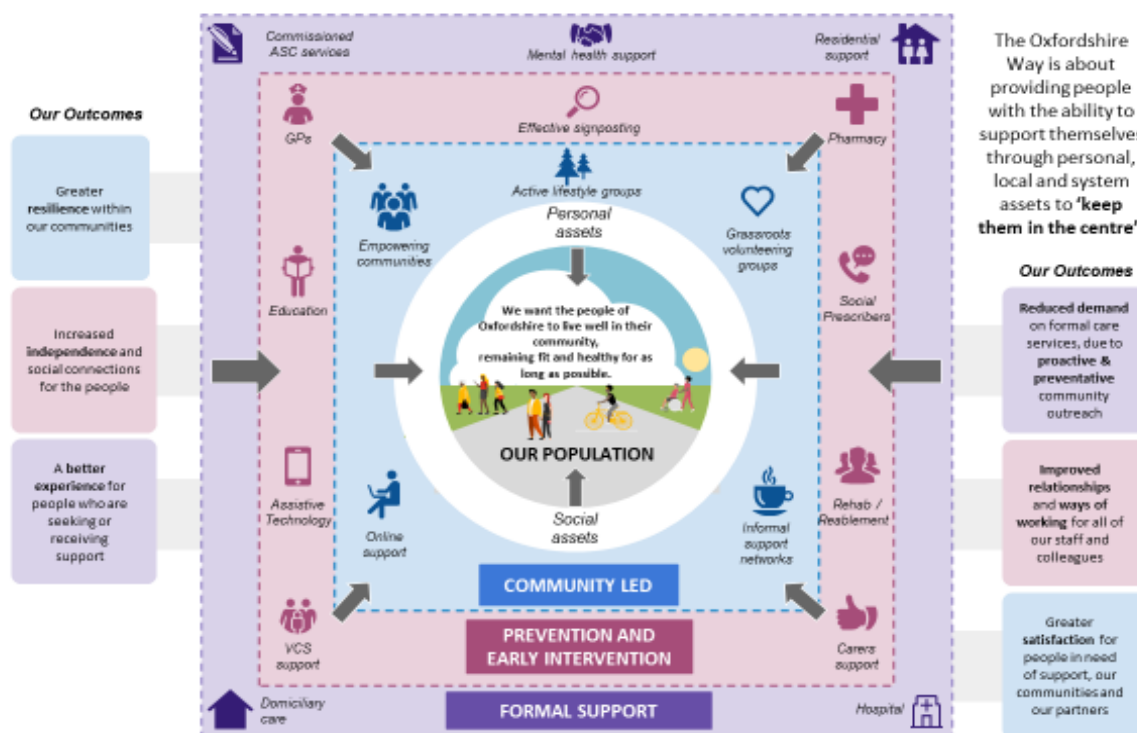 Commissioned
ASC services
Mental health support
Residential
support
The Oxfordshire
Way is about
providing people
with the ability to
support themselves
through personal,
local and system
assets to ‘keep
them in the centre’
Our Outcomes
Greater
resilience within
our communities
Increased
independence and
social connections
for the people
A better
experience for
people who are
seeking or
receiving
support
GPs
Effective signposting
Pharmacy
Education
Social
Prescribers
Assistive
Technology
Rehab /
Reablement
VCS
support
Carers
support
Active lifestyle groups
Empowering
communities
Grassroots
volunteering
groups
Online
support
Informal
support
networks
Personal
assets
We want the people of
Oxfordshire to live well in their
community,
remaining fit and healthy for as
long as possible.
OUR POPULATION
Social
assets
COMMUNITY LED
PREVENTION AND
EARLY INTERVENTION
Domiciliary
care
FORMAL SUPPORT
Hospital
Our Outcomes
Reduced demand
on formal care
services, due to
proactive &
preventative
community
outreach
Improved
relationships
and ways of
working for all of
our staff and
colleagues
Greater
satisfaction for
people in need
of support, our
communities and
our partners